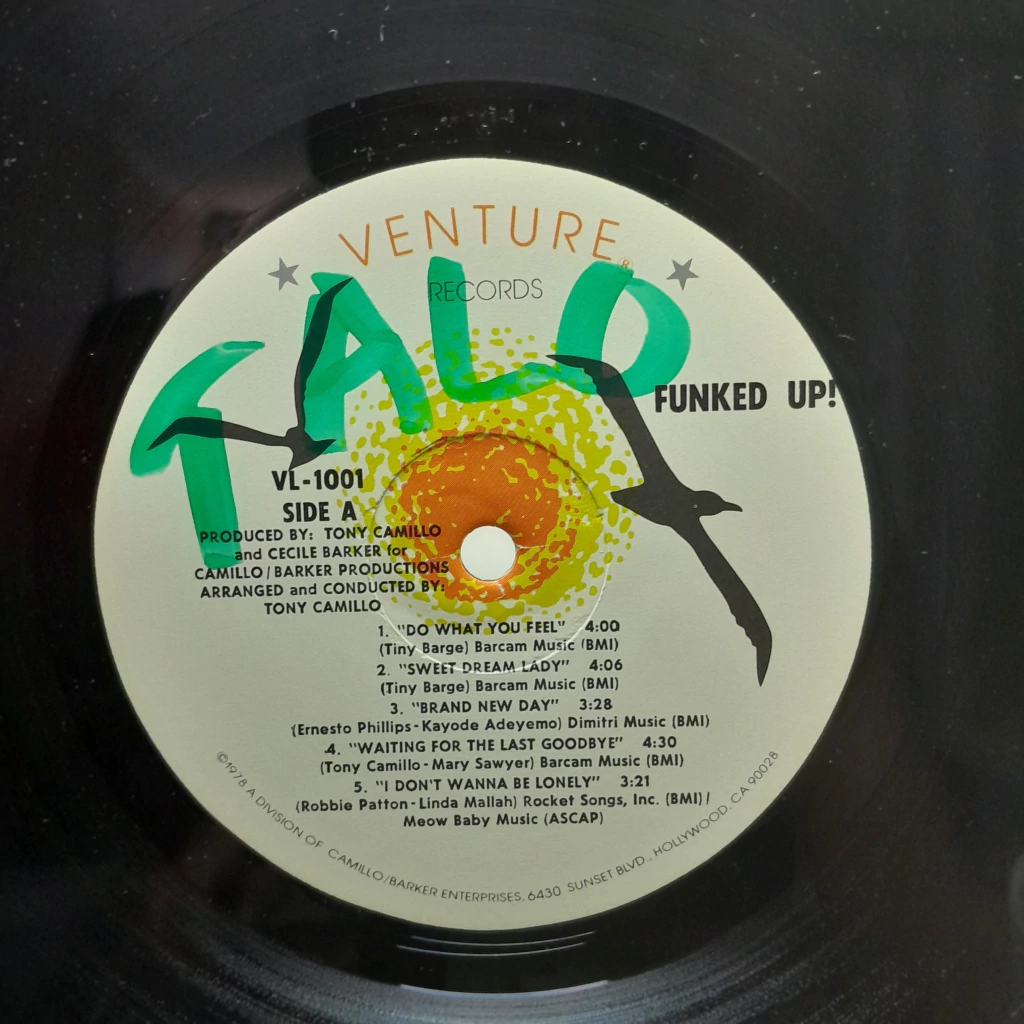 VENTURE®
RECORDS
TALO
FUNKED UP!
VL-1001
SIDE A
PRODUCED BY: TONY CAMILLO
and CECILE BARKER for
CAMILLO/BARKER PRODUCTIONS
ARRANGED and CONDUCTED BY:
TONY CAMILLO
1. "DO WHAT YOU FEEL" 4:00
(Tiny Barge) Barcam Music (BMI)
2. "SWEET DREAM LADY" 4:06
(Tiny Barge) Barcam Music (BMI)
3. "BRAND NEW DAY" 3:28
(Ernesto Phillips-Kayode Adeyemo) Dimitri Music (BMI)
4. "WAITING FOR THE LAST GOODBYE" 4:30
(Tony Camillo-Mary Sawyer) Barcam Music (BMI)
5. "I DON'T WANNA BE LONELY" 3:21
(Robbie Patton-Linda Mallah) Rocket Songs, Inc. (BMI)/
Meow Baby Music (ASCAP)
©1978 A DIVISION OF CAMILLO/BARKER ENTERPRISES, 6430 SUNSET BLVD., HOLLYWOOD, CA 90028